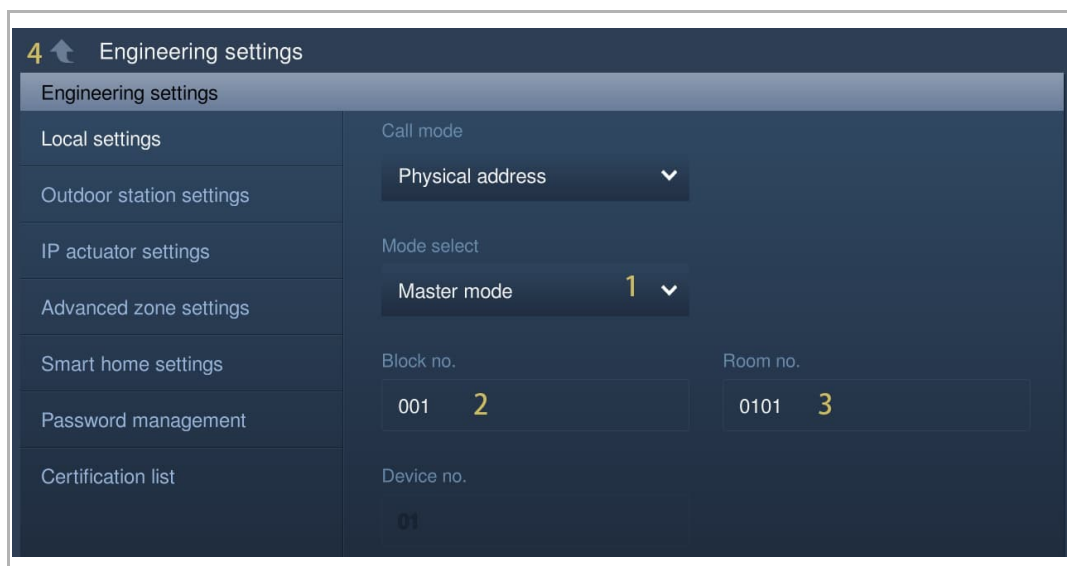 4 Engineering settings
Engineering settings
Local settings
Outdoor station settings
IP actuator settings
Advanced zone settings
Smart home settings
Password management
Certification list
Call mode
Physical address
Mode select
Master mode 1
Block no.
Room no.
001 2
0101 3
Device no.
01